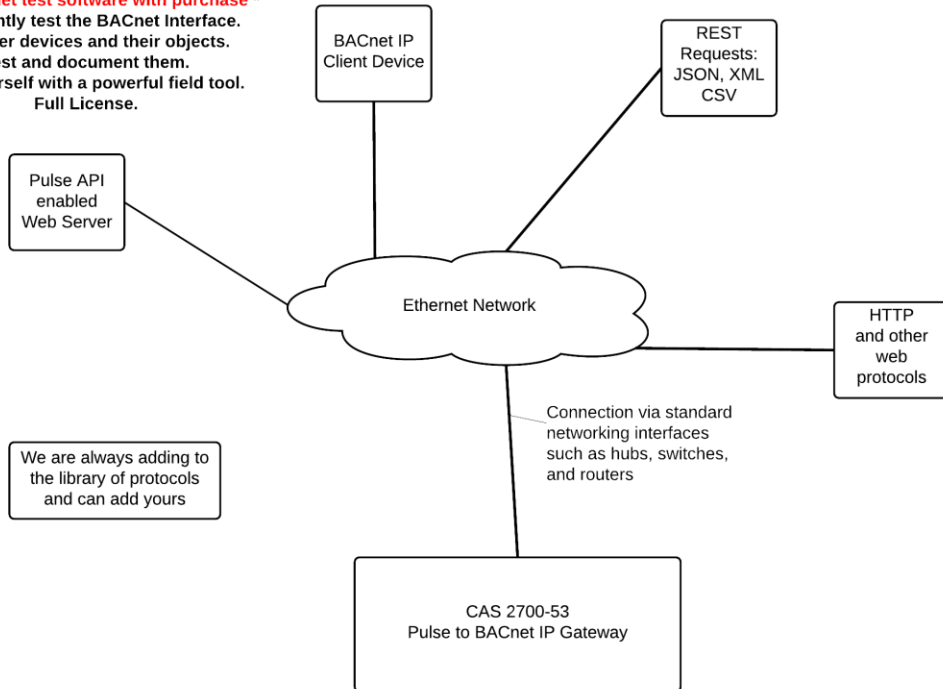 net test software with purchase *
ntly test the BACnet Interface.
er devices and their objects.
est and document them.
rself with a powerful field tool.
Full License.
BACnet IP
Client Device
REST
Requests:
JSON, XML
CSV
Pulse API
enabled
Web Server
Ethernet Network
HTTP
and other
web
protocols
Connection via standard
networking interfaces
such as hubs, switches,
and routers
We are always adding to
the library of protocols
and can add yours
CAS 2700-53
Pulse to BACnet IP Gateway